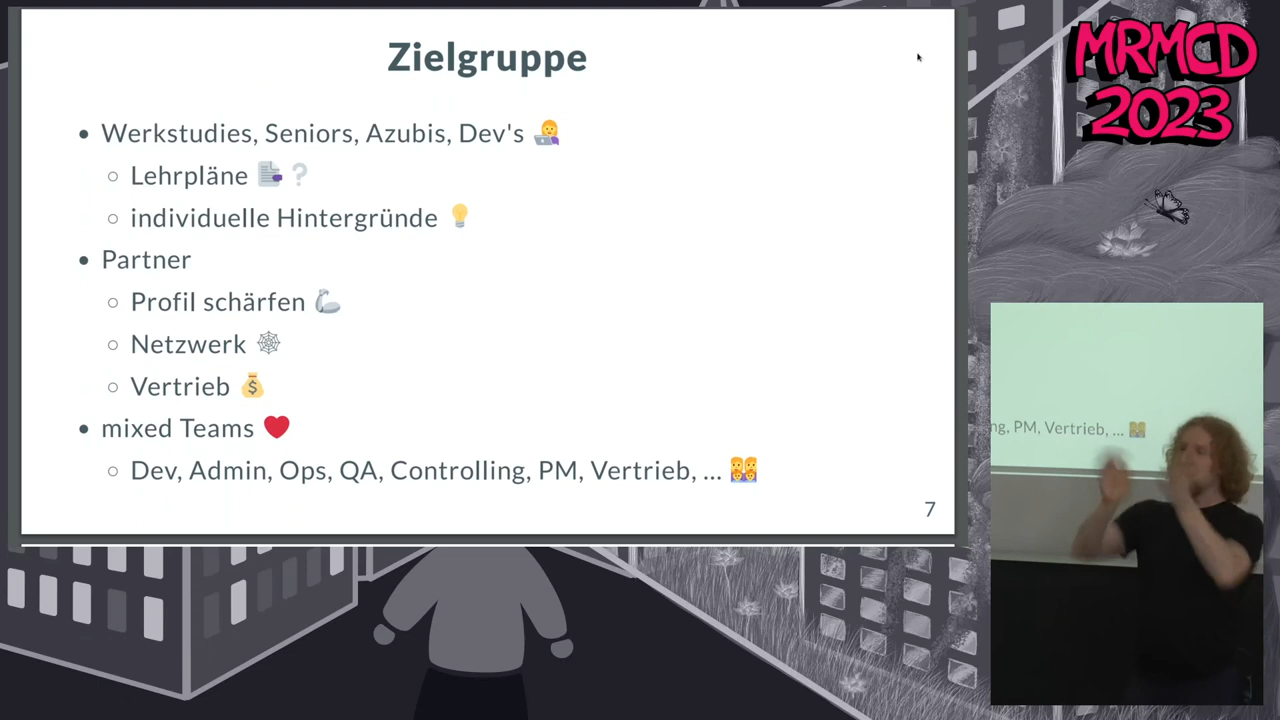 Zielgruppe
Werkstudies, Seniors, Azubis, Dev's
Lehrpläne
individuelle Hintergründe
Partner
Profil schärfen
Netzwerk
Vertrieb
mixed Teams
Dev, Admin, Ops, QA, Controlling, PM, Vertrieb, ...
7
MRMCD
2023
ng, PM, Vertrieb, ...